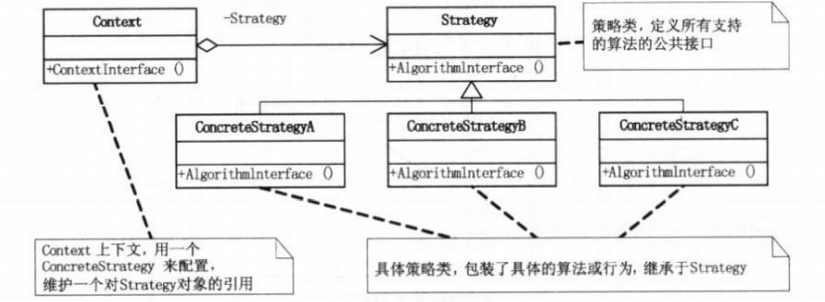 Context
-Strategy
Strategy
策略类，定义所有支持
的算法的公共接口
+ContextInterface ()
+AlgorithmInterface ()
ConcreteStrategyA
ConcreteStrategyB
ConcreteStrategyC
+AlgorithmInterface ()
+AlgorithmInterface ()
+AlgorithmInterface ()
Context 上下文，用一个
ConcreteStrategy 来配置，
维护一个对Strategy对象的引用
具体策略类，包装了具体的算法或行为，继承于Strategy